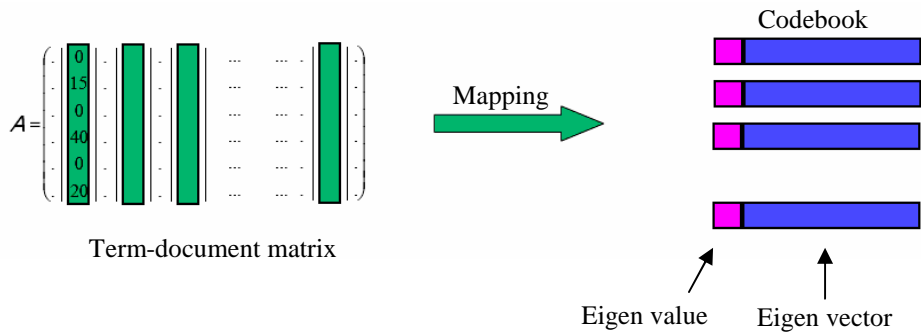 A=
0
15
0
40
0
20
Term-document matrix
Mapping
Codebook
Eigen value
Eigen vector